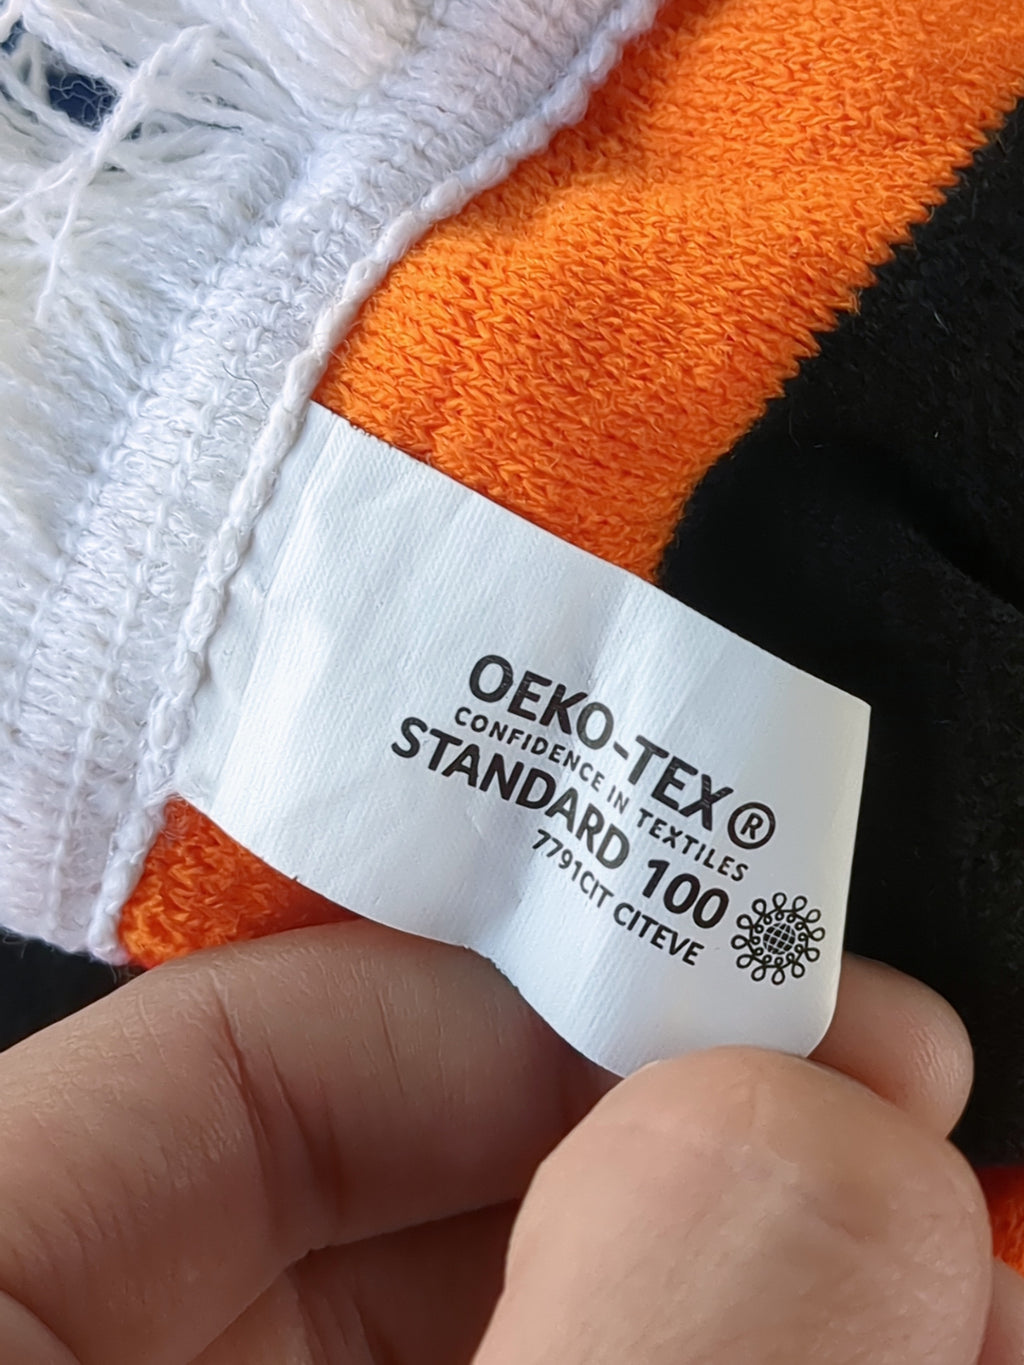 OEKO-TEX®
CONFIDENCE IN TEXTILES
STANDARD 100
7791CIT CITEVE